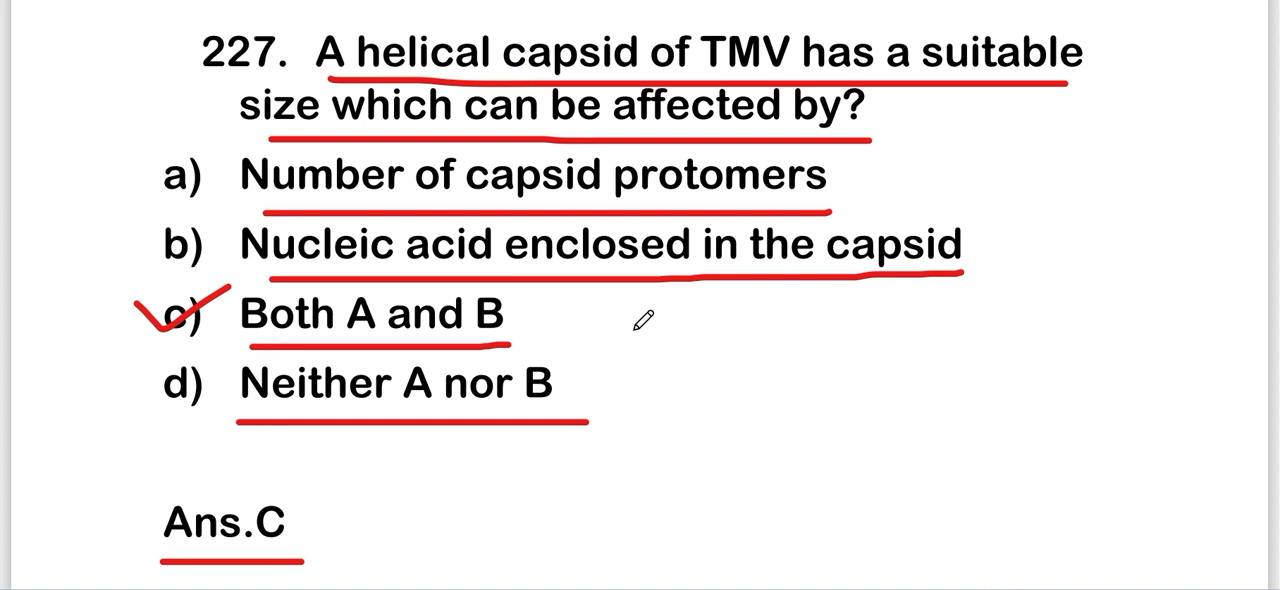 227. A helical capsid of TMV has a suitable
size which can be affected by?
a) Number of capsid protomers
b) Nucleic acid enclosed in the capsid
c) Both A and B
d) Neither A nor B
Ans.C